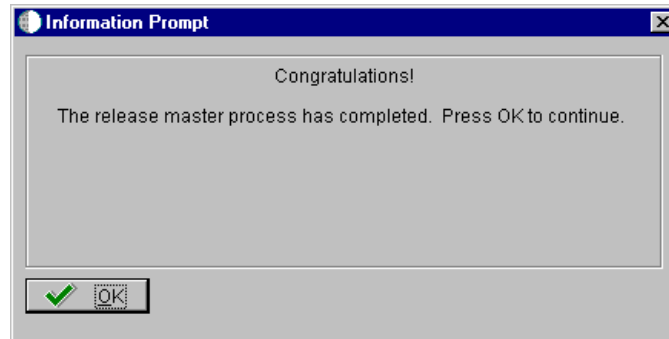 Information Prompt
Congratulations!
The release master process has completed.  Press OK to continue.
OK